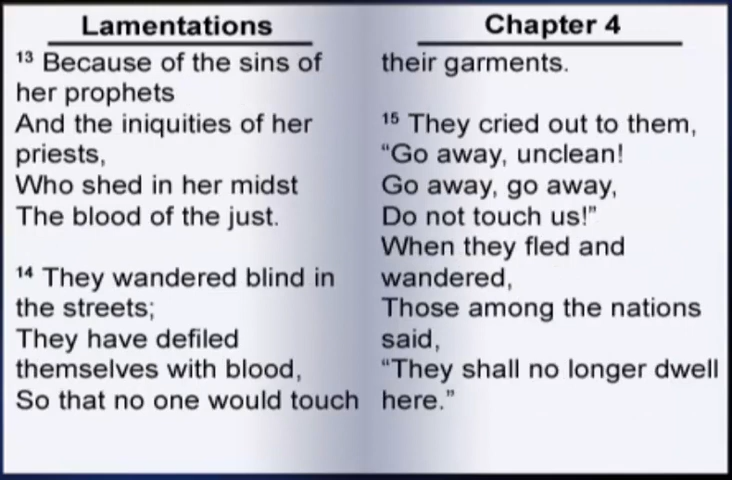 Lamentations
¹³ Because of the sins of
her prophets
And the iniquities of her
priests,
Who shed in her midst
The blood of the just.
¹⁴ They wandered blind in
the streets;
They have defiled
themselves with blood,
So that no one would touch
Chapter 4
their garments.
¹⁵ They cried out to them,
“Go away, unclean!
Go away, go away,
Do not touch us!”
When they fled and
wandered,
Those among the nations
said,
“They shall no longer dwell
here.”